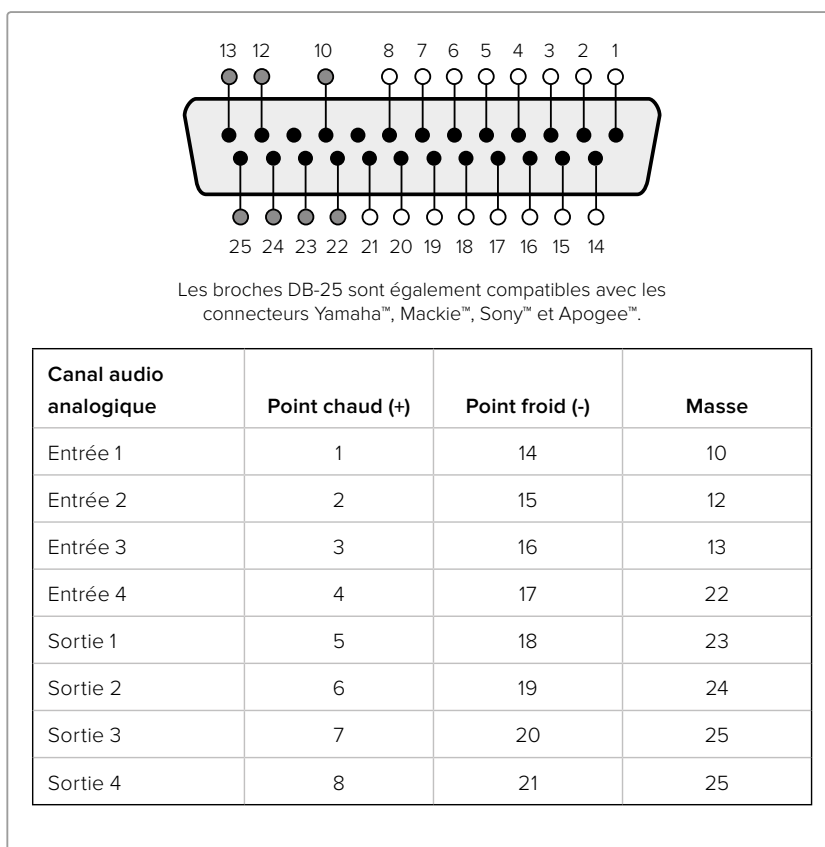 13 12 10 8 7 6 5 4 3 2 1
25 24 23 22 21 20 19 18 17 16 15 14
Les broches DB-25 sont également compatibles avec les
connecteurs Yamaha™, Mackie™, Sony™ et Apogee™.
Canal audio
analogique Point chaud (+) Point froid (-) Masse
Entrée 1 1 14 10
Entrée 2 2 15 12
Entrée 3 3 16 13
Entrée 4 4 17 22
Sortie 1 5 18 23
Sortie 2 6 19 24
Sortie 3 7 20 25
Sortie 4 8 21 25